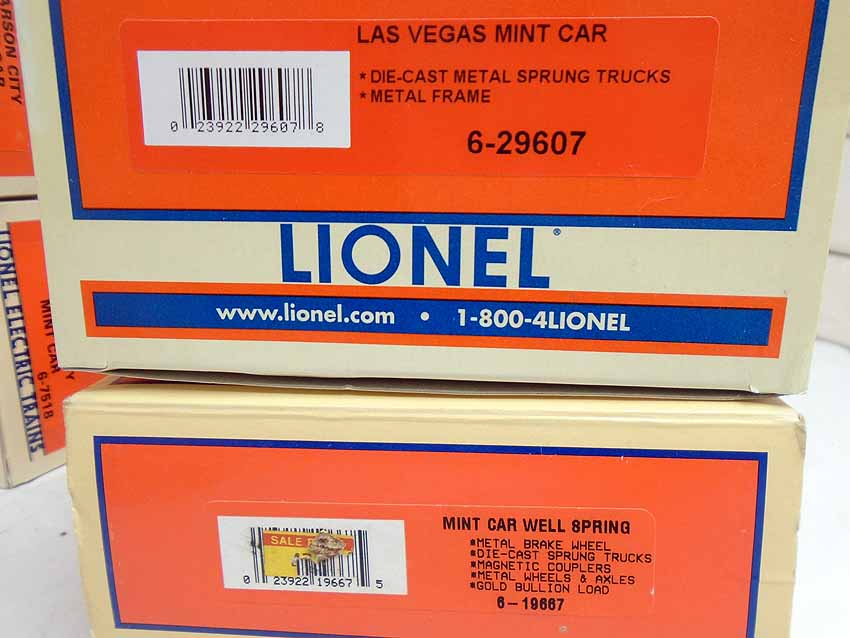 LAS VEGAS MINT CAR
* DIE-CAST METAL SPRUNG TRUCKS
* METAL FRAME
0 23922 29607 8
6-29607
LIONEL®
www.lionel.com • 1-800-4LIONEL
MINT CAR WELL SPRING
*METAL BRAKE WHEEL
*DIE-CAST SPRUNG TRUCKS
*MAGNETIC COUPLERS
*METAL WHEELS & AXLES
*GOLD BULLION LOAD
6-19667
SALE
0 23922 19667 5
ARSON CITY
CAR
LIONEL ELECTRIC TRAINS
MINT CAR
6-7518